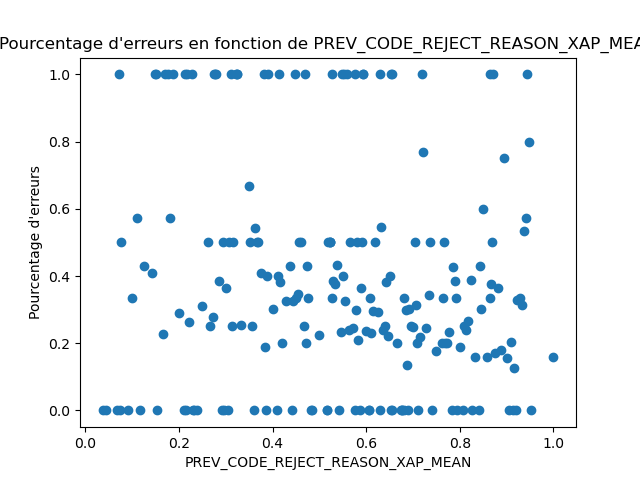 Pourcentage d'erreurs en fonction de PREV_CODE_REJECT_REASON_XAP_MEA
1.0
0.8
0.6
0.4
0.2
0.0
Pourcentage d'erreurs
0.0 0.2 0.4 0.6 0.8 1.0
PREV_CODE_REJECT_REASON_XAP_MEAN